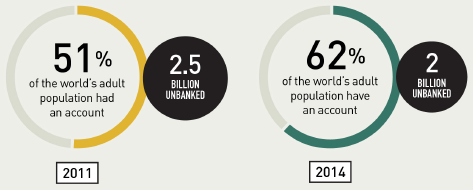 51%
of the world's adult
population had
an account
2.5
BILLION
UNBANKED
2011
62%
of the world's adult
population have
an account
2
BILLION
UNBANKED
2014